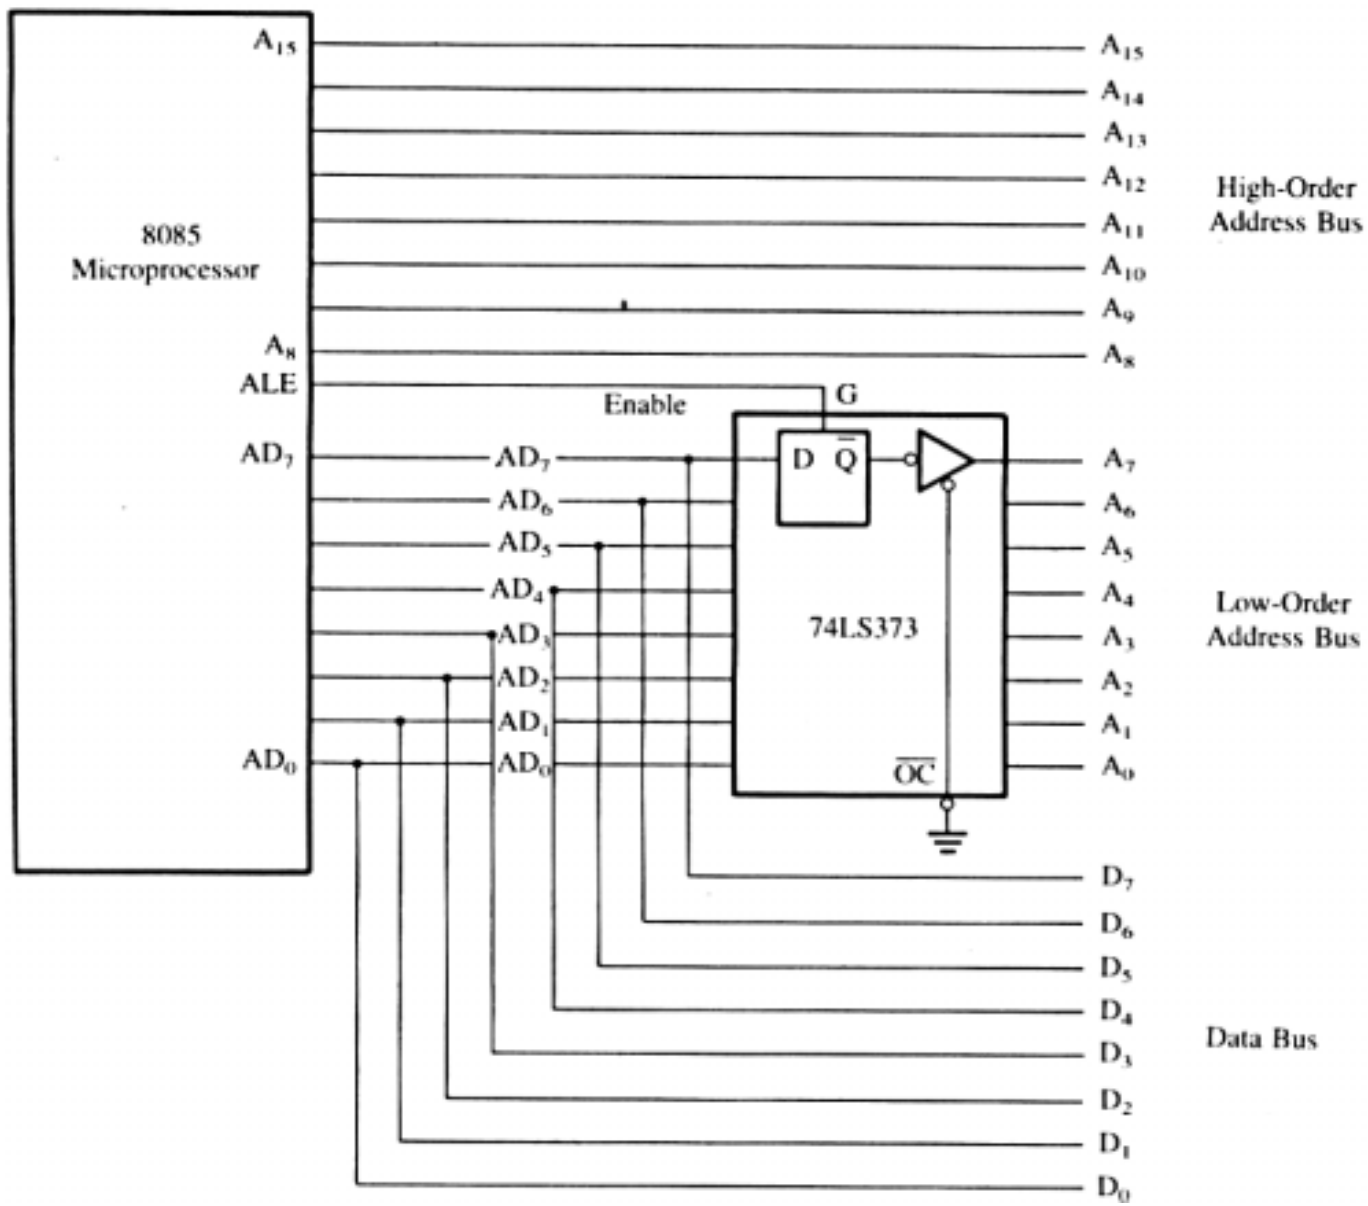 A15 A15
A14
A13
A12
High-Order
A11
Address Bus
8085
Microprocessor
A10
A9
A8 A8
ALE
Enable
G
AD7 AD7 D Q̅ A7
AD6 A6
AD5 A5
AD4 A4
Low-Order
Address Bus
AD3 74LS373 A3
AD2 A2
AD1 A1
AD0 AD0 O̅C̅ A0
D7
D6
D5
D4
Data Bus
D3
D2
D1
D0